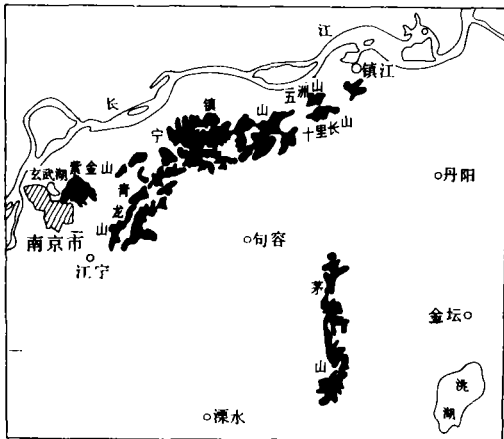 长 江
镇江
五洲山
十里长山
宁 镇 山
紫金山
玄武湖
青龙山
南京市
江宁
句容
丹阳
茅山
金坛
洮湖
溧水